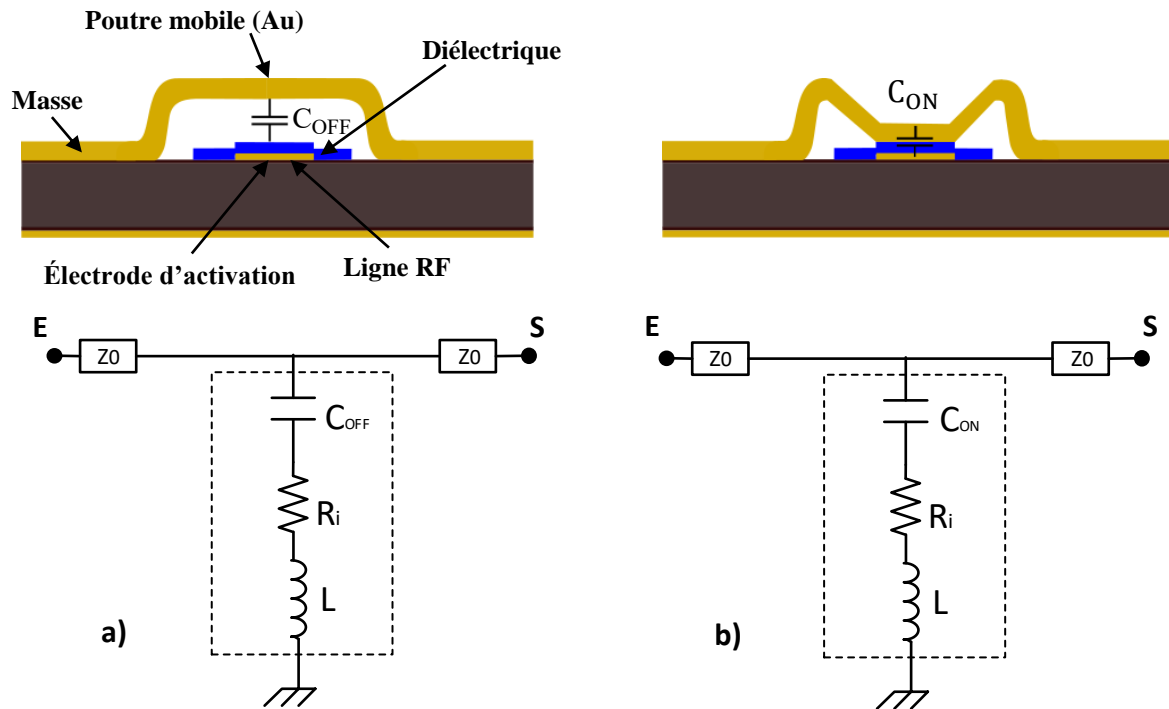 Poutre mobile (Au)
Diélectrique
Masse
C_OFF
Électrode d'activation
Ligne RF
C_ON
E
S
Z0
Z0
C_OFF
Ri
L
a)
E
S
Z0
Z0
C_ON
Ri
L
b)